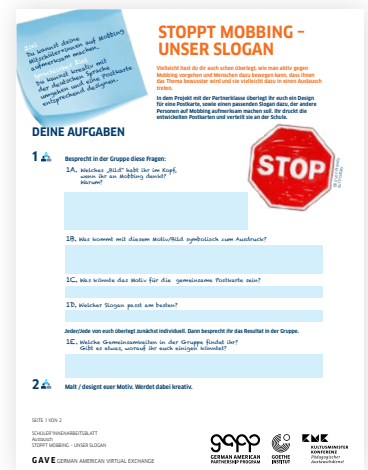 Ziel:
Du kannst deine
Mitschüler:innen auf Mobbing
aufmerksam machen.
Sprachliches Ziel:
Du kannst kreativ mit
der deutschen Sprache
umgehen und eine Postkarte
entsprechend designen.
STOPPT MOBBING –
UNSER SLOGAN
Vielleicht hast du dir auch schon überlegt, wie man aktiv gegen
Mobbing vorgehen und Menschen dazu bewegen kann, dass ihnen
das Thema bewusster wird und sie vielleicht dazu in einen Austausch
treten.
In dem Projekt mit der Partnerklasse überlegt ihr euch ein Design
für eine Postkarte, sowie einen passenden Slogan dazu, der andere
Personen auf Mobbing aufmerksam machen soll. Ihr druckt die
entwickelten Postkarten und verteilt sie an der Schule.
DEINE AUFGABEN
1
Besprecht in der Gruppe diese Fragen:
1A. Welches „Bild" habt ihr im Kopf,
wenn ihr an Mobbing denkt?
Warum?
STOP
1B. Was kommt mit diesem Motiv/Bild symbolisch zum Ausdruck?
1C. Was könnte das Motiv für die gemeinsame Postkarte sein?
1D. Welcher Slogan passt am besten?
Jeder/Jede von euch überlegt zunächst individuell. Dann besprecht ihr das Resultat in der Gruppe.
1E. Welche Gemeinsamkeiten in der Gruppe findet ihr?
Gibt es etwas, worauf ihr euch einigen könntet?
2
Malt / designt euer Motiv. Werdet dabei kreativ.
SEITE 1 VON 2
SCHÜLER*INNENARBEITSBLATT
Austausch
STOPPT MOBBING – UNSER SLOGAN
GAVE GERMAN AMERICAN VIRTUAL EXCHANGE
gapp
GERMAN AMERICAN
PARTNERSHIP PROGRAM
GOETHE
INSTITUT
KMK
KULTUSMINISTER
KONFERENZ
Pädagogischer
Austauschdienst